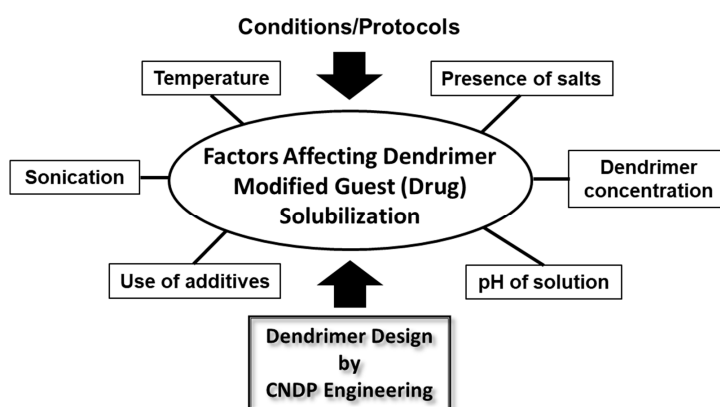 Conditions/Protocols
Temperature
Presence of salts
Factors Affecting Dendrimer
Modified Guest (Drug)
Solubilization
Sonication
Dendrimer
concentration
Use of additives
pH of solution
Dendrimer Design
by
CNDP Engineering